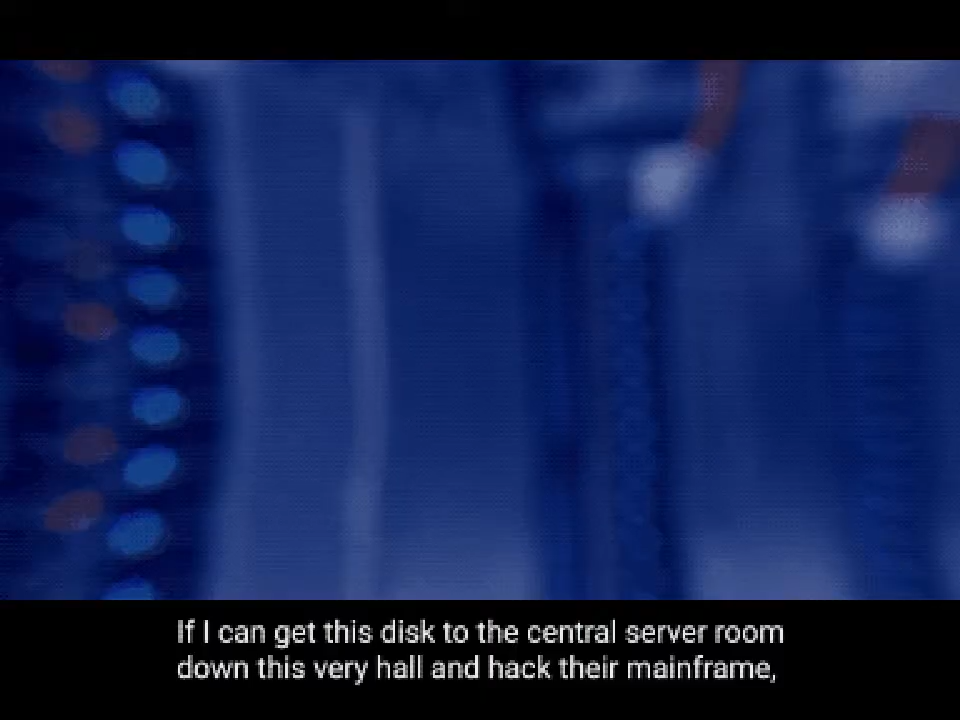 If I can get this disk to the central server room
down this very hall and hack their mainframe,